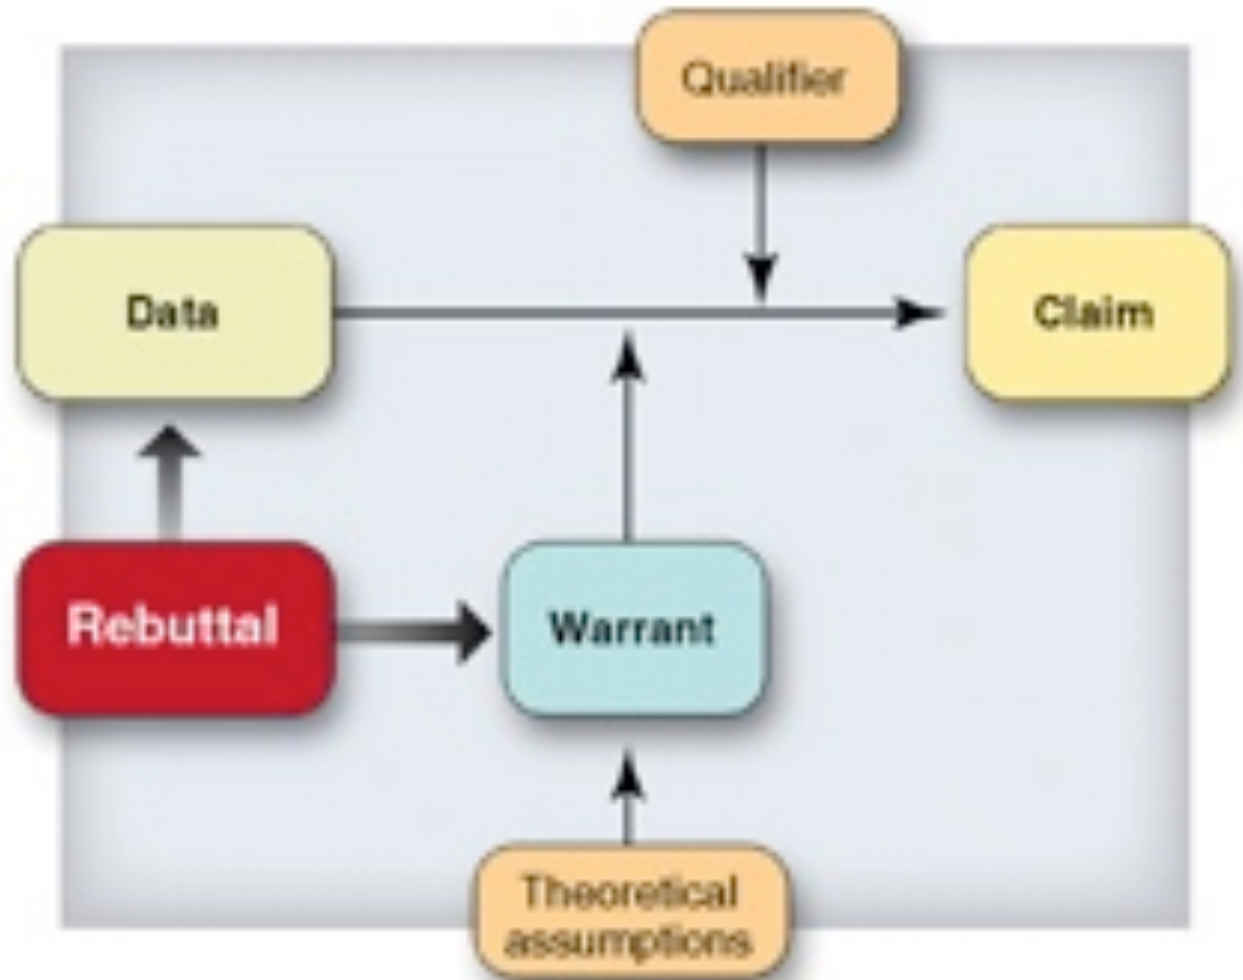 Qualifier
Data
Claim
Rebuttal
Warrant
Theoretical
assumptions